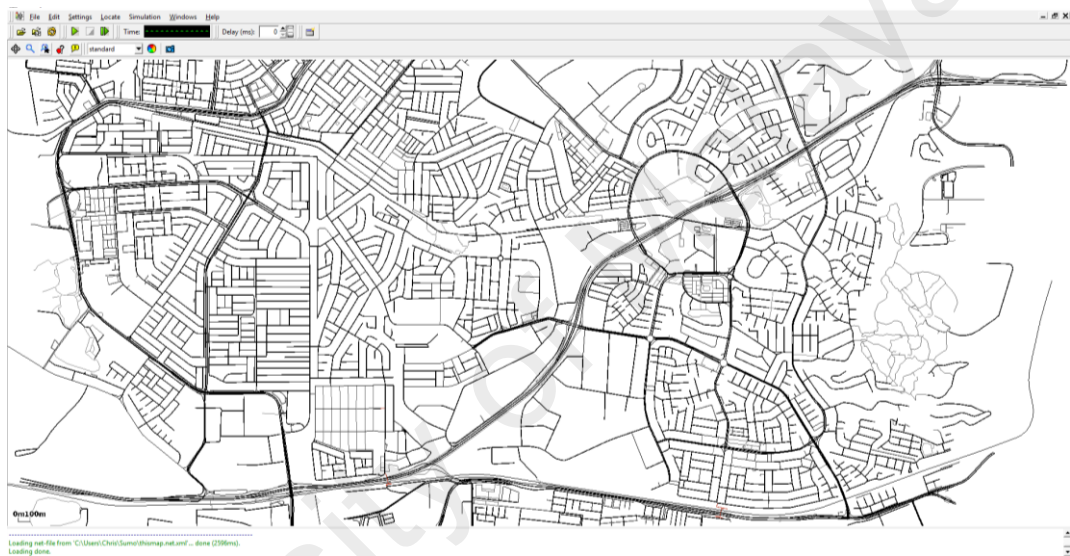 File Edit Settings Locate Simulation Windows Help
Time: Delay (ms): 0
standard
0m100m
Loading net-file from 'C:\Users\Chris\Sumo\thismap.net.xml'... done (2598ms).
Loading done.